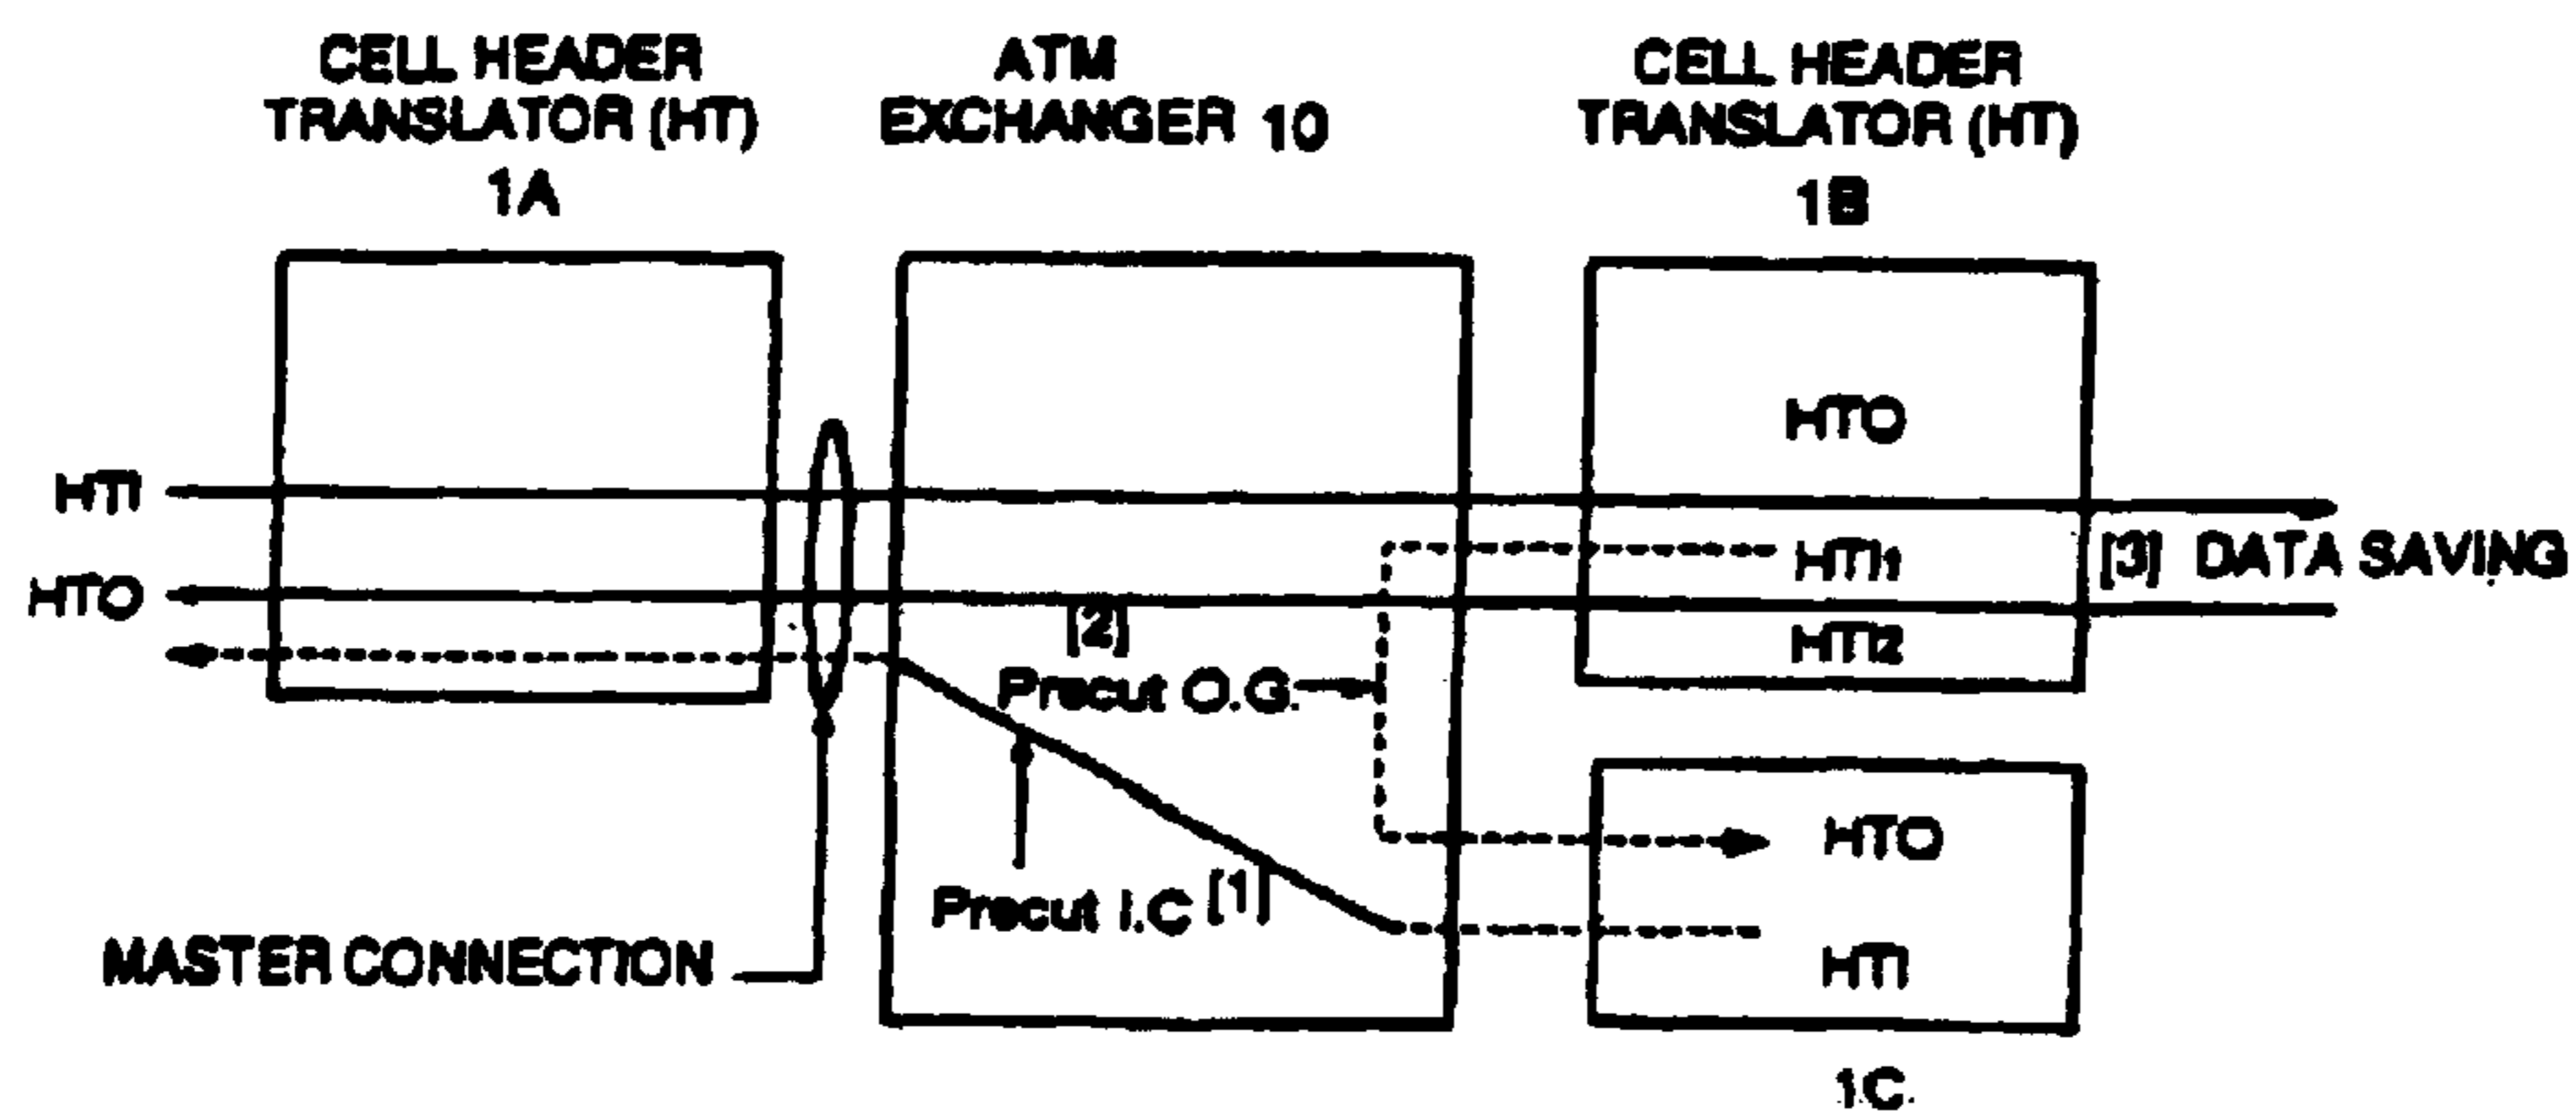 CELL HEADER
TRANSLATOR (HT)
1A
ATM
EXCHANGER 10
CELL HEADER
TRANSLATOR (HT)
1B
HTI
HTO
HTO
HTI1
HTI2
[3] DATA SAVING
[2]
Precut O.G.
Precut I.C [1]
MASTER CONNECTION
HTO
HTI
1C